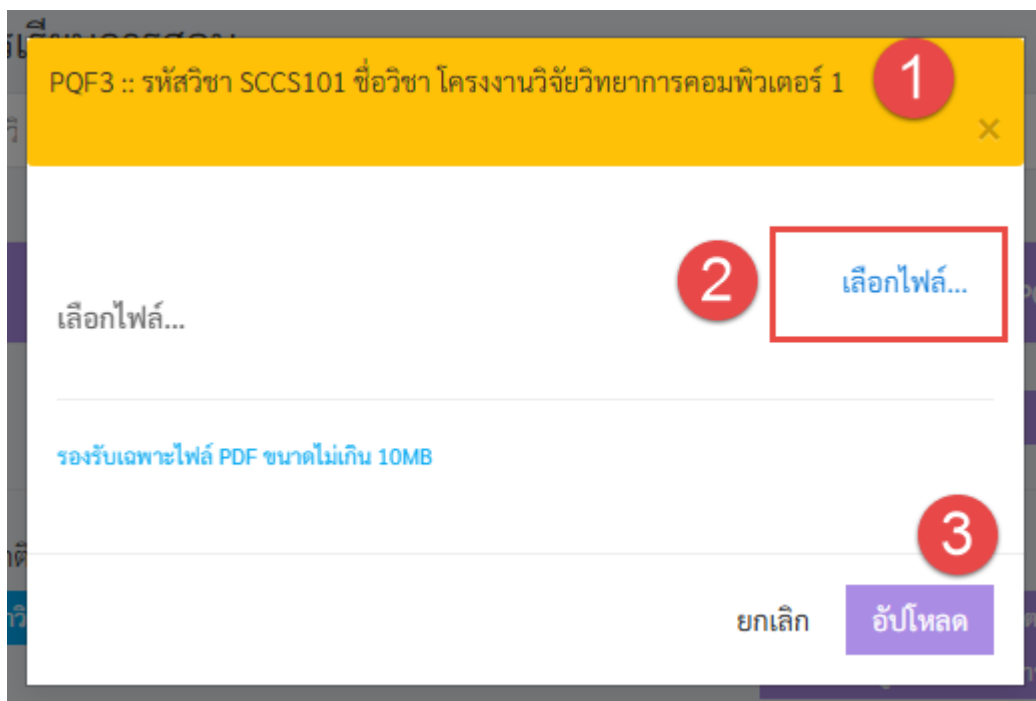 PQF3 :: รหัสวิชา SCCS101 ชื่อวิชา โครงงานวิจัยวิทยาการคอมพิวเตอร์ 1
1
×
2
เลือกไฟล์...
เลือกไฟล์...
รองรับเฉพาะไฟล์ PDF ขนาดไม่เกิน 10MB
3
ยกเลิก อัปโหลด